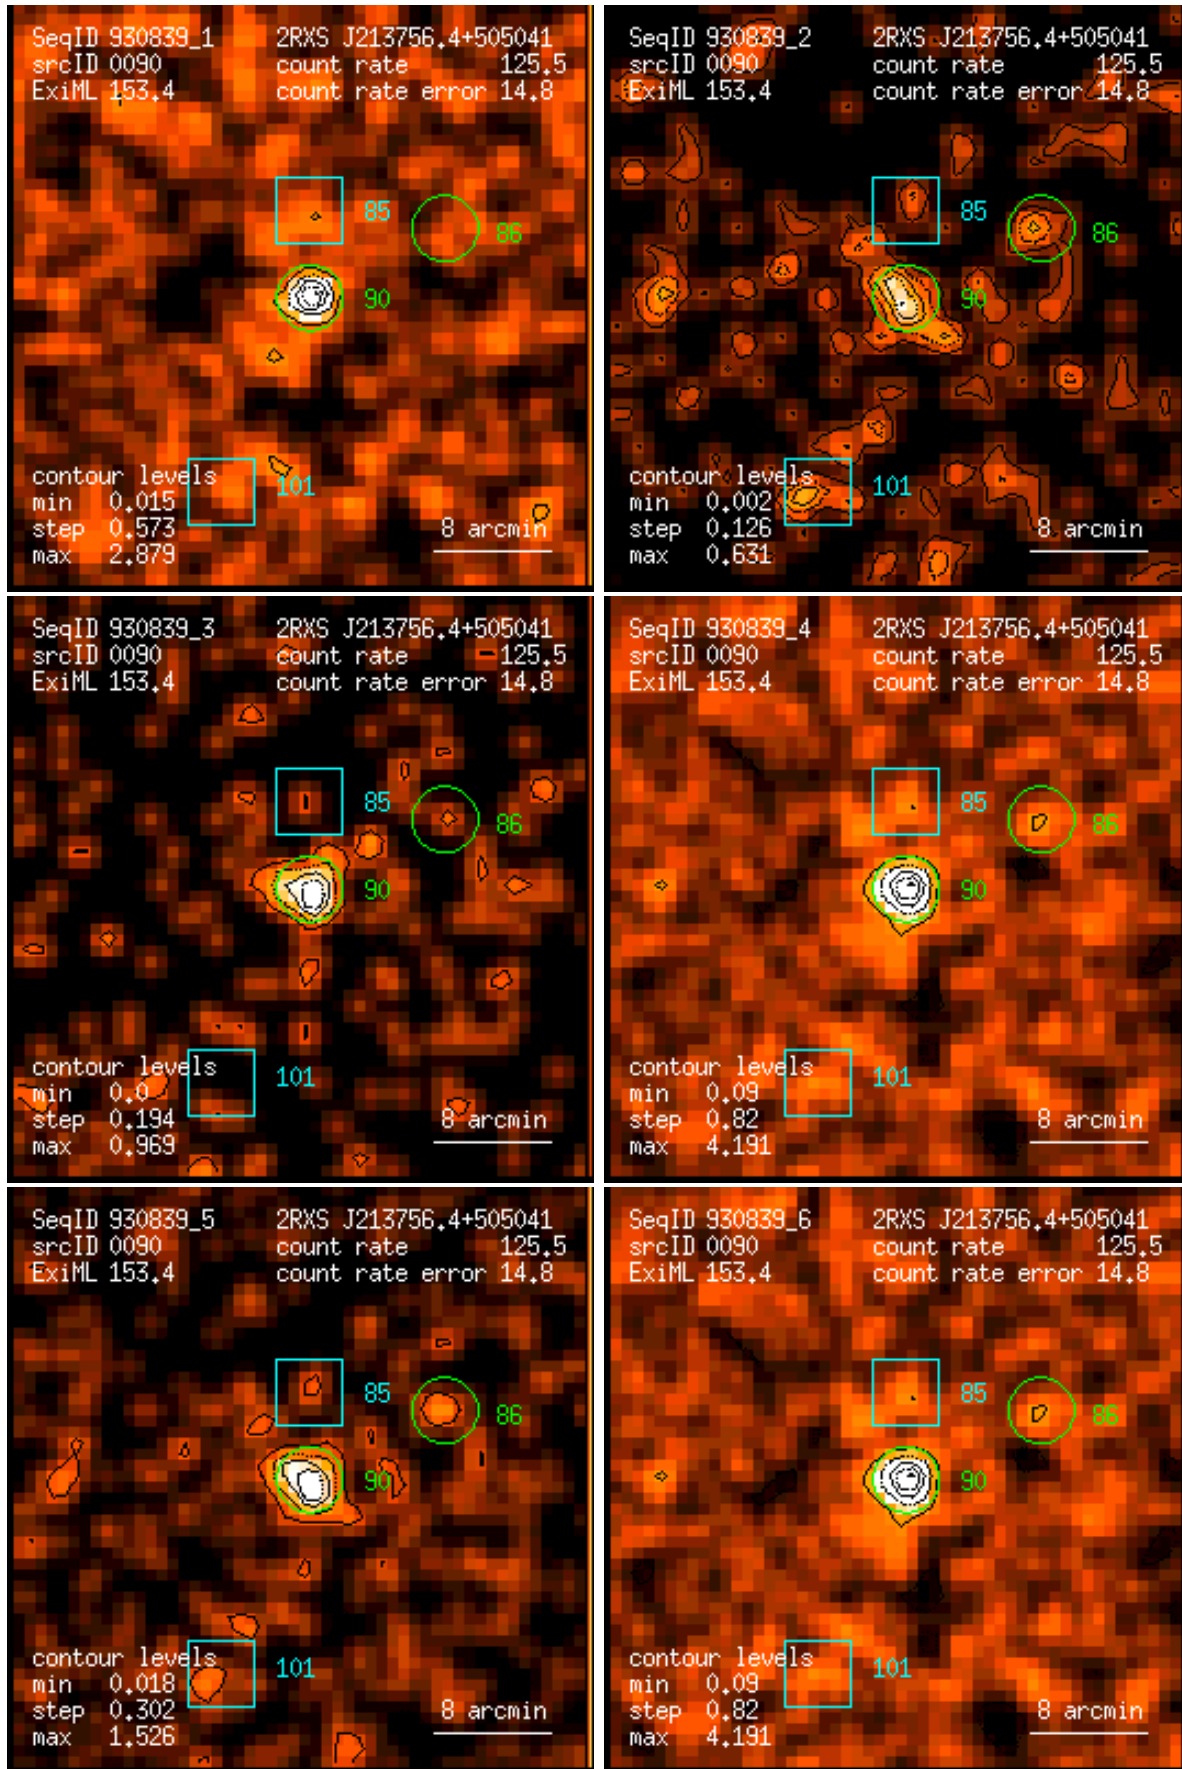 SeqID 930839_1 2RXS J213756.4+505041
srcID 0090 count rate 125.5
ExiML 153.4 count rate error 14.8
85
86
90
contour levels
101
min 0.015
step 0.573 8 arcmin
max 2.879
SeqID 930839_2 2RXS J213756.4+505041
srcID 0090 count rate 125.5
ExiML 153.4 count rate error 14.8
85
86
90
contour levels
101
min 0.002
step 0.126 8 arcmin
max 0.631
SeqID 930839_3 2RXS J213756.4+505041
srcID 0090 count rate 125.5
ExiML 153.4 count rate error 14.8
85
86
90
contour levels
101
min 0.0
step 0.194 8 arcmin
max 0.969
SeqID 930839_4 2RXS J213756.4+505041
srcID 0090 count rate 125.5
ExiML 153.4 count rate error 14.8
85
86
90
contour levels
101
min 0.09
step 0.82 8 arcmin
max 4.191
SeqID 930839_5 2RXS J213756.4+505041
srcID 0090 count rate 125.5
ExiML 153.4 count rate error 14.8
85
86
90
contour levels
101
min 0.018
step 0.302 8 arcmin
max 1.526
SeqID 930839_6 2RXS J213756.4+505041
srcID 0090 count rate 125.5
ExiML 153.4 count rate error 14.8
85
86
90
contour levels
101
min 0.09
step 0.82 8 arcmin
max 4.191